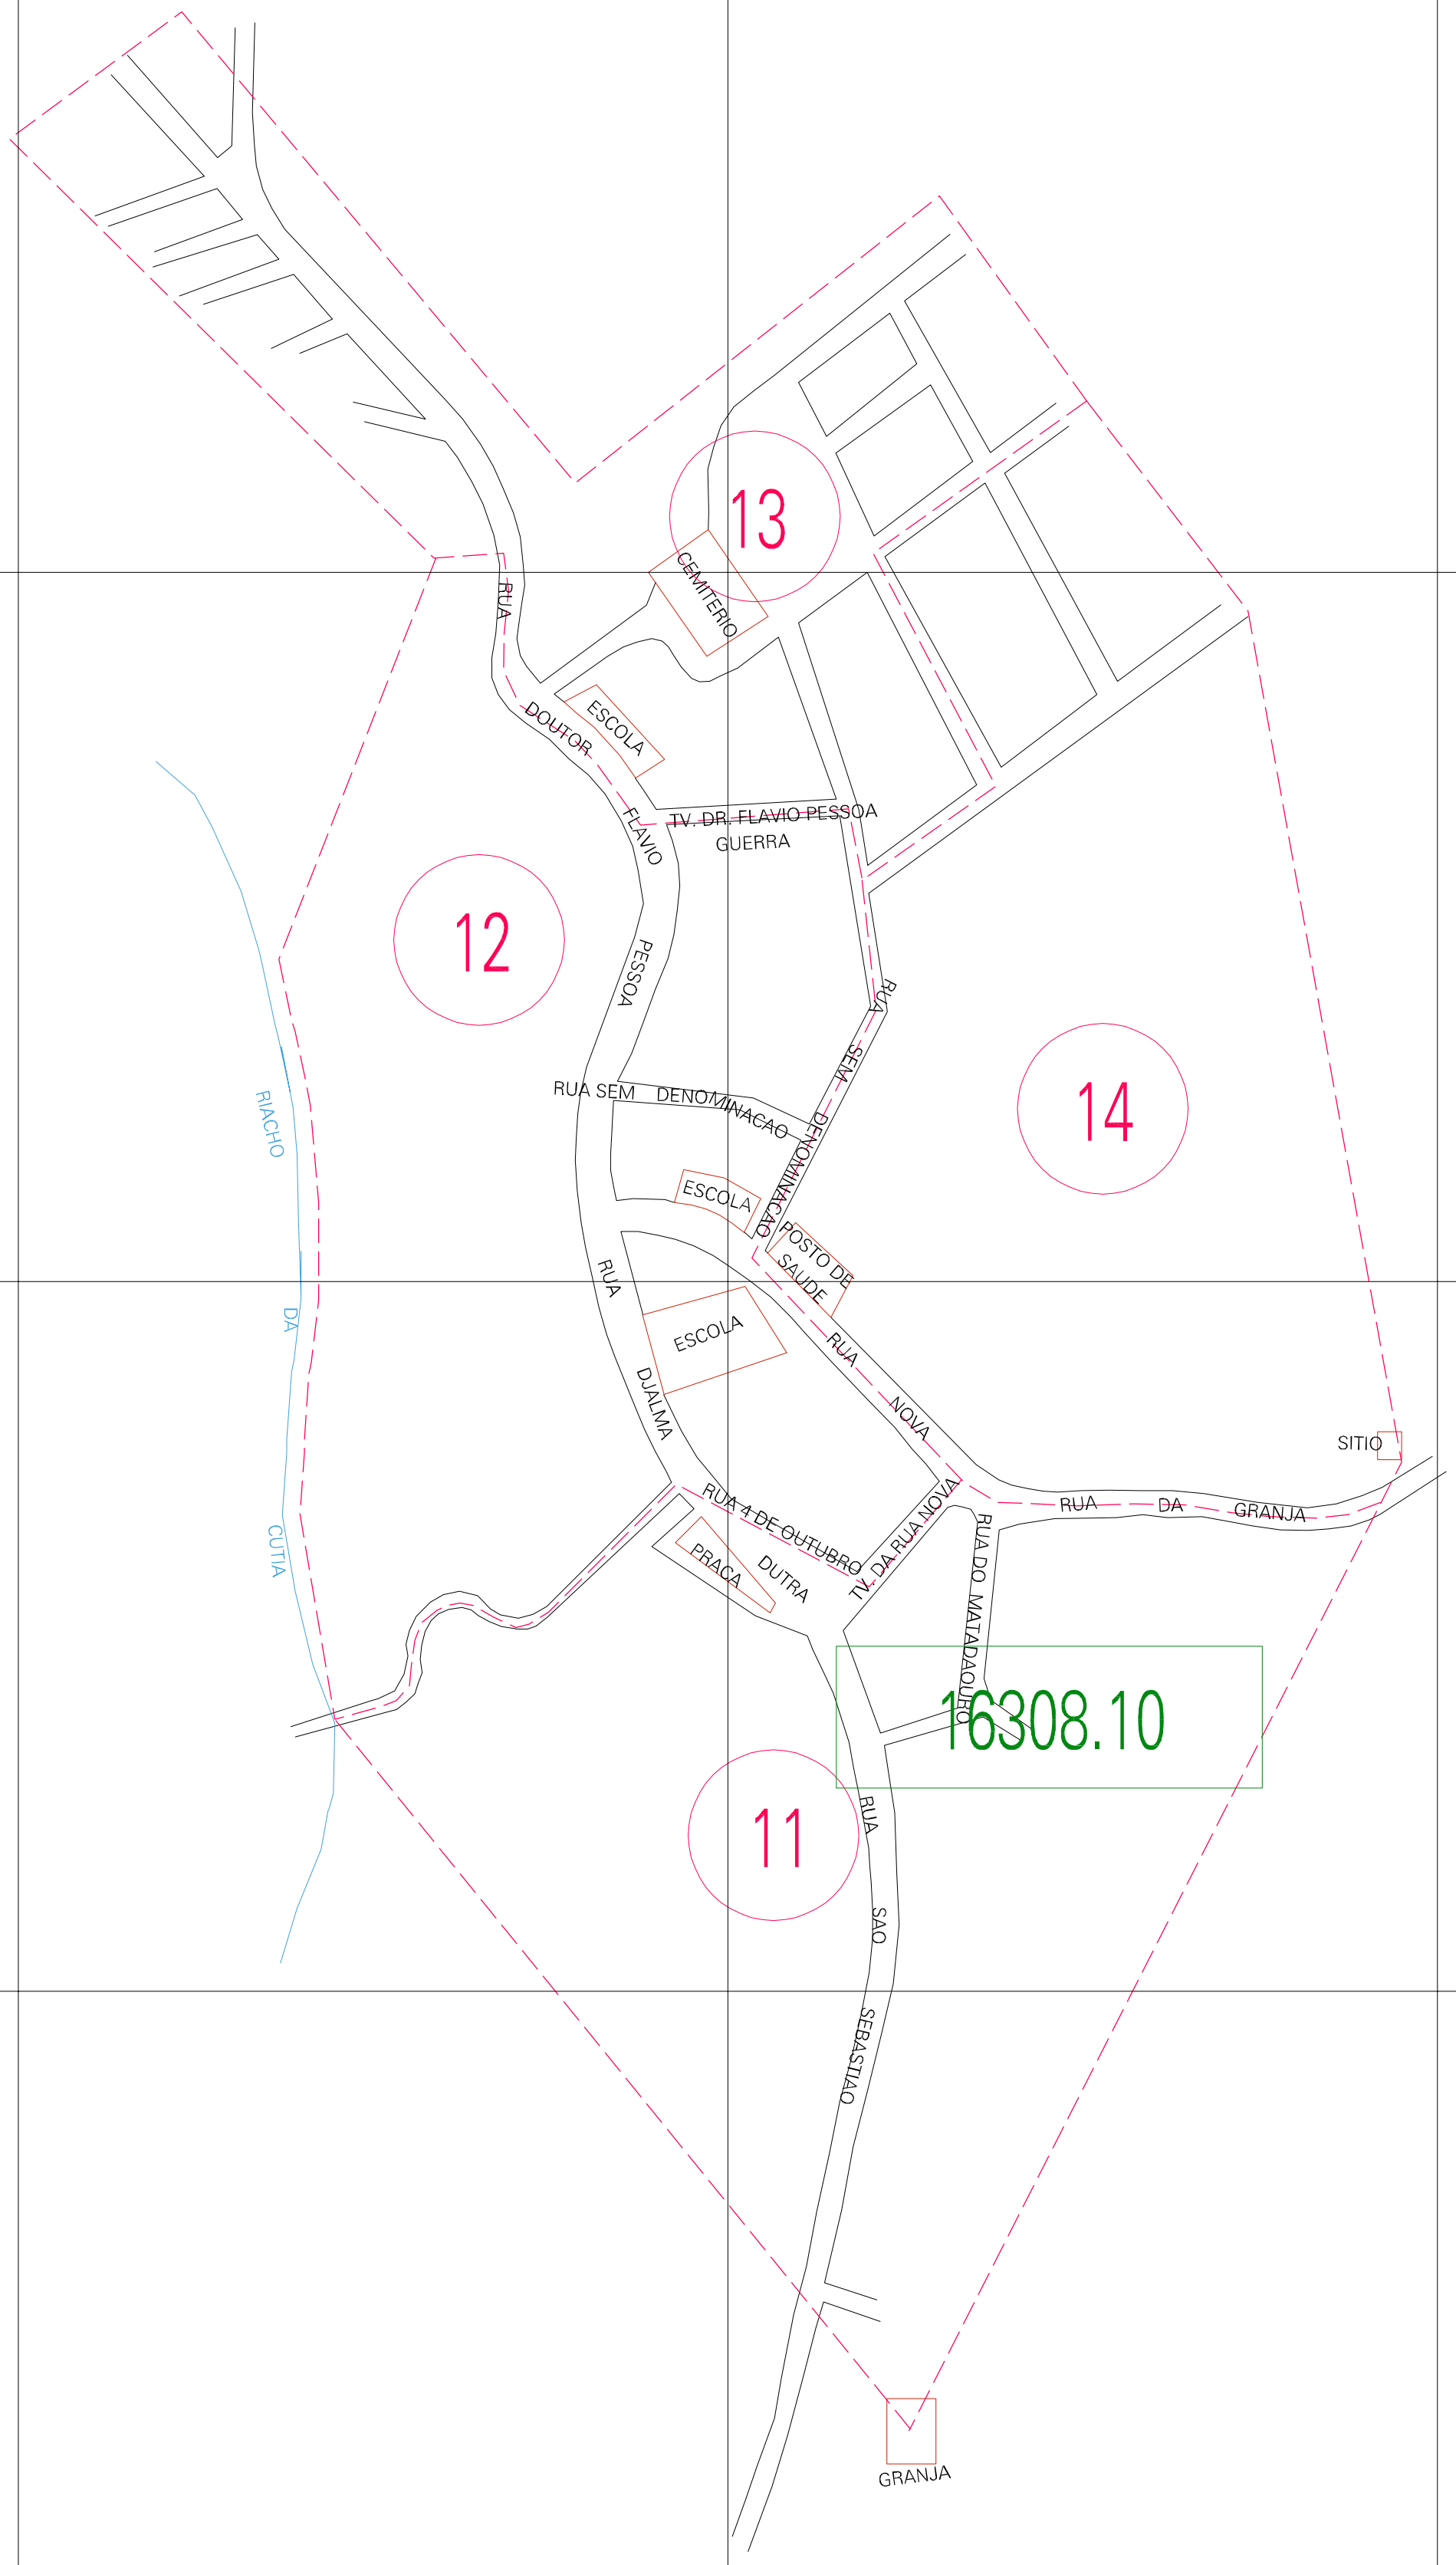 13
CEMITERIO
RUA
DOUTOR
FLAVIO
PESSOA
ESCOLA
TV. DR. FLAVIO PESSOA
GUERRA
12
RUA
SEM
DENOMINACAO
14
RUA SEM DENOMINACAO
ESCOLA
POSTO DE
SAUDE
RIACHO
DA
CUTIA
RUA
DJALMA
DUTRA
ESCOLA
RUA
NOVA
SITIO
RUA DA GRANJA
RUA 4 DE OUTUBRO
TV. DA RUA NOVA
PRACA
RUA DO MATADAOURO
16308.10
11
RUA
SAO
SEBASTIAO
GRANJA